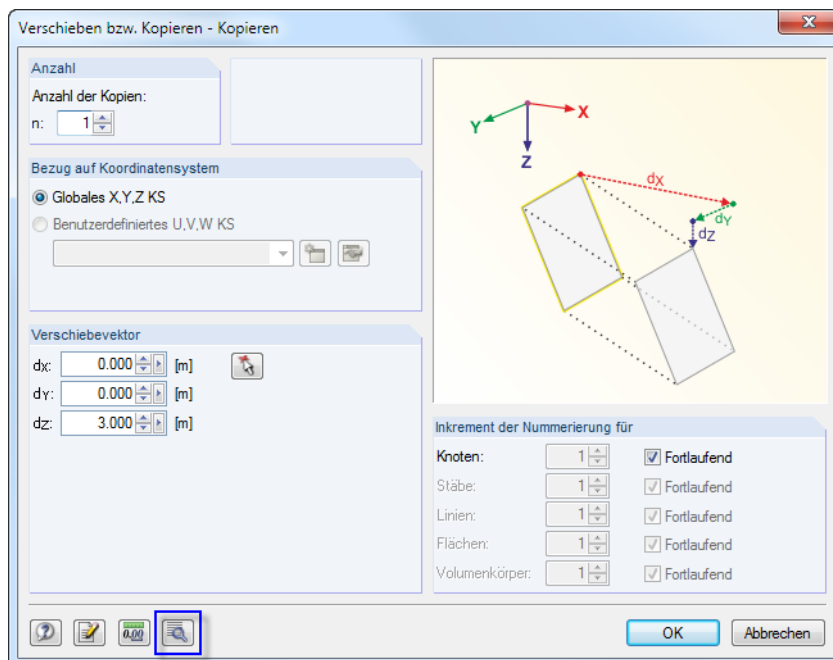 Verschieben bzw. Kopieren - Kopieren
Anzahl
Anzahl der Kopien:
n: 1
Bezug auf Koordinatensystem
Globales X,Y,Z KS
Benutzerdefiniertes U,V,W KS
Verschiebevektor
dX: 0.000 [m]
dY: 0.000 [m]
dZ: 3.000 [m]
X
Y
Z
dX
dY
dZ
Inkrement der Nummerierung für
Knoten: 1 Fortlaufend
Stäbe: 1 Fortlaufend
Linien: 1 Fortlaufend
Flächen: 1 Fortlaufend
Volumenkörper: 1 Fortlaufend
0.00
OK Abbrechen